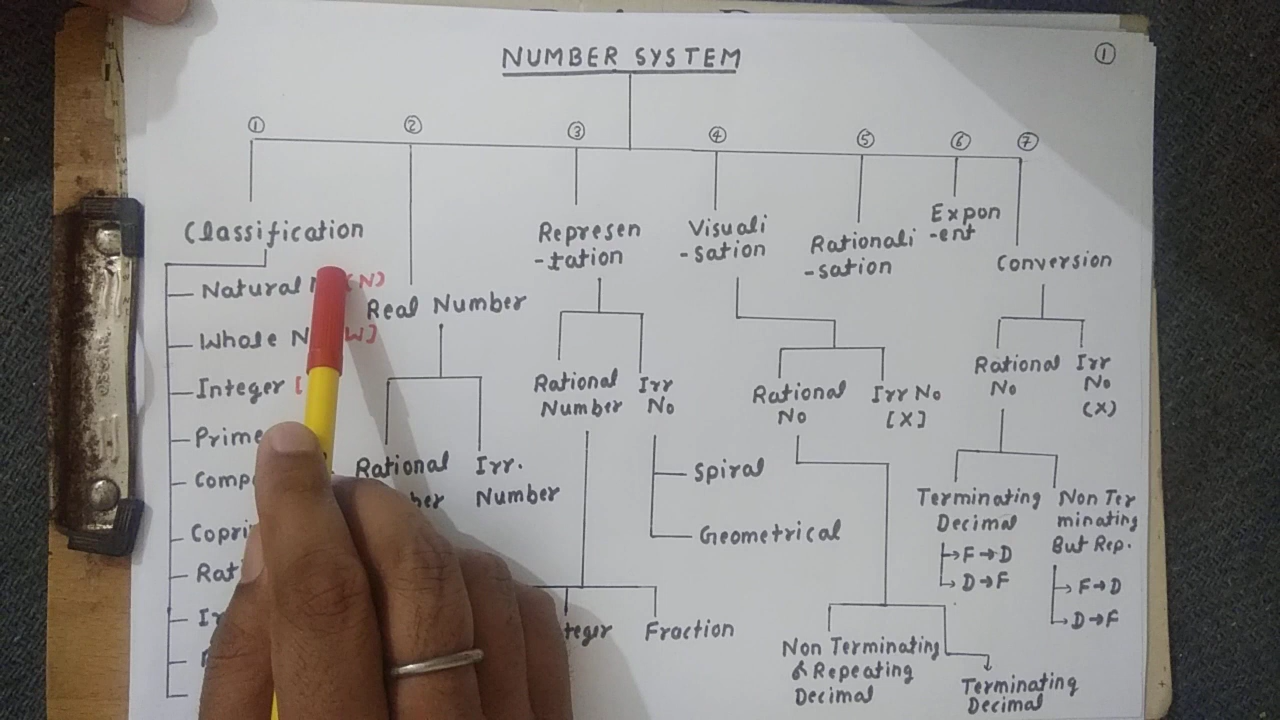 NUMBER SYSTEM
①
① ② ③ ④ ⑤ ⑥ ⑦
Classification
Natural (N)
Whole N W]
Integer [
Prime
Real Number
Rational
Irr.
Number
Represen
-tation
Rational
Number
Irr
No
Spiral
Geometrical
Fraction
Visuali
-sation
Rational
No
Irr No
[X]
Non Terminating
& Repeating
Decimal
Terminating
Decimal
Rationali
-sation
Expon
-ent
Conversion
Rational
No
Irr
No
(X)
Terminating
Decimal
F→D
D→F
Non Ter
minating
But Rep.
F→D
D→F